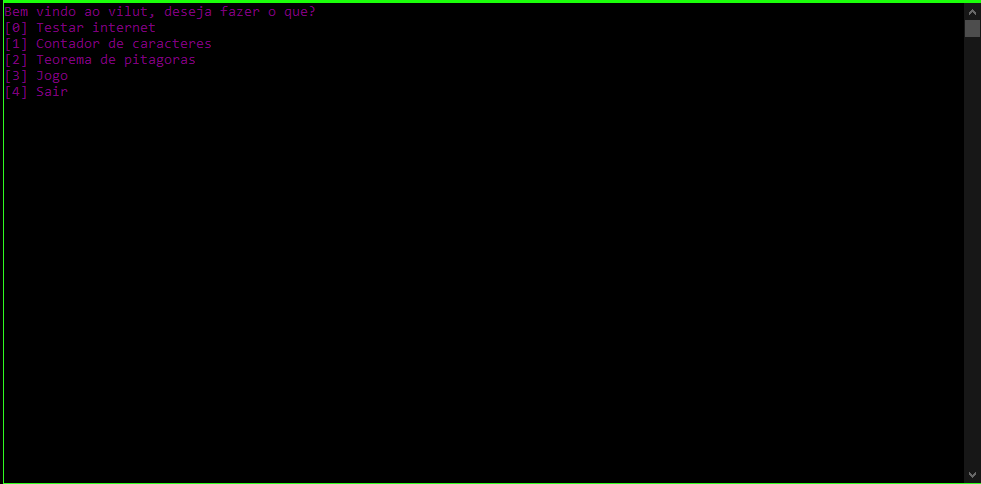 Bem vindo ao vilut, deseja fazer o que?
[0] Testar internet
[1] Contador de caracteres
[2] Teorema de pitagoras
[3] Jogo
[4] Sair